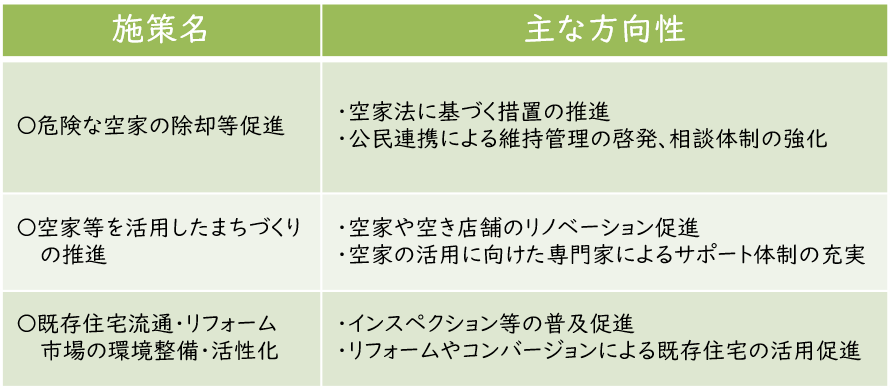 施策名
主な方向性
〇危険な空家の除却等促進
・空家法に基づく措置の推進
・公民連携による維持管理の啓発、相談体制の強化
〇空家等を活用したまちづくり
の推進
・空家や空き店舗のリノベーション促進
・空家の活用に向けた専門家によるサポート体制の充実
〇既存住宅流通・リフォーム
市場の環境整備・活性化
・インスペクション等の普及促進
・リフォームやコンバージョンによる既存住宅の活用促進